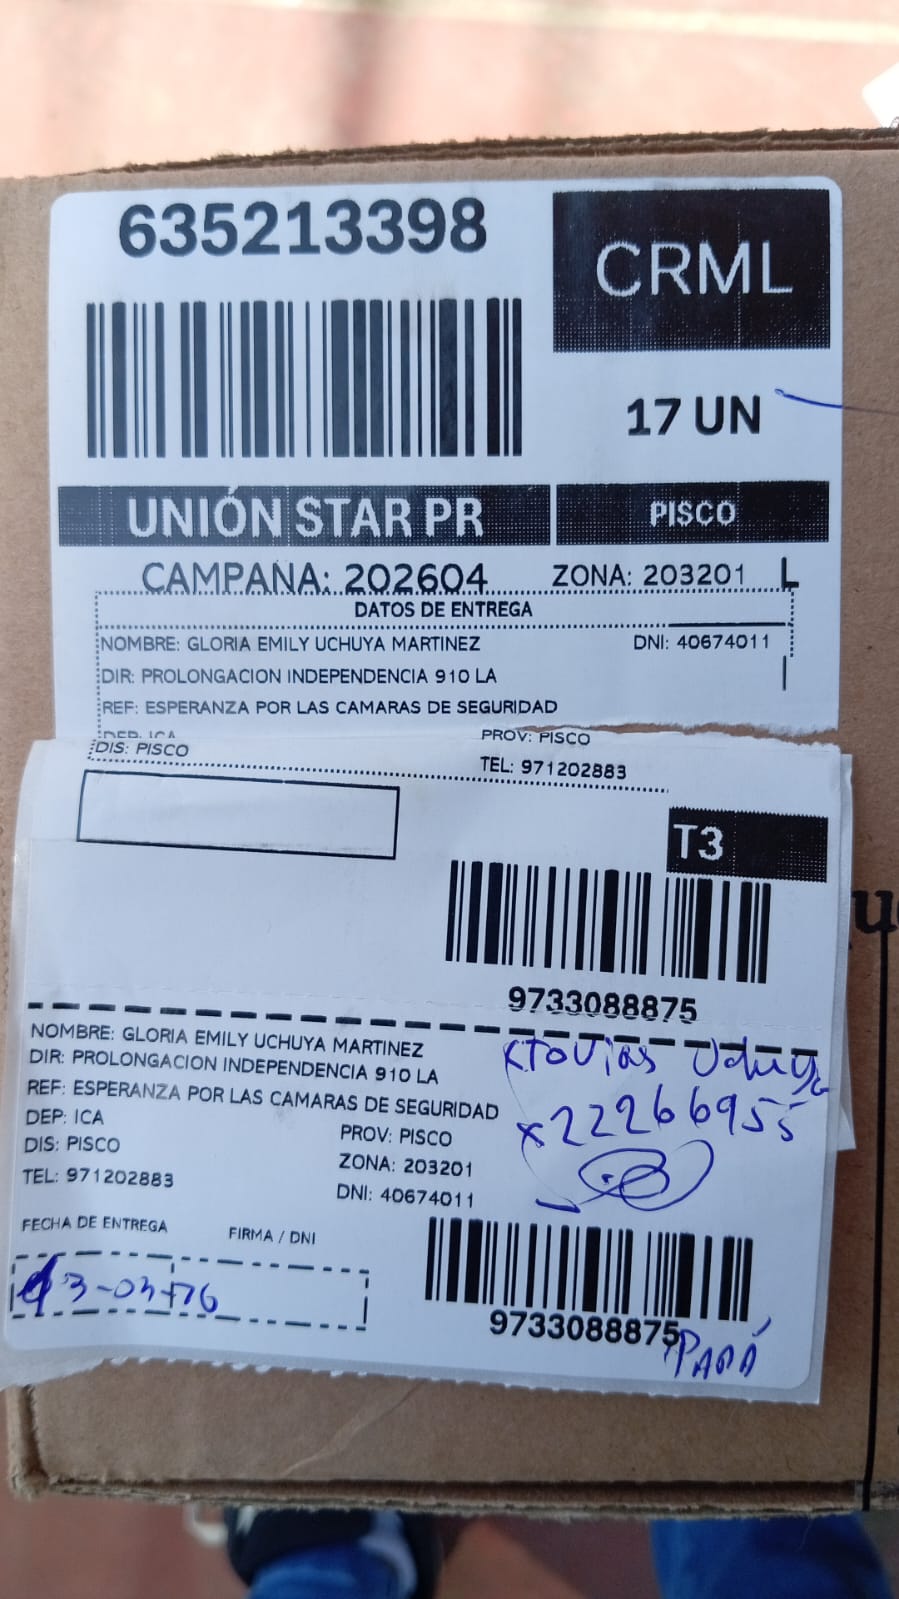 635213398
CRML
17 UN
UNIÓN STAR PR
PISCO
CAMPAÑA: 202604
ZONA: 203201 L
DATOS DE ENTREGA
NOMBRE: GLORIA EMILY UCHUYA MARTINEZ
DNI: 40674011
DIR: PROLONGACION INDEPENDENCIA 910 LA
REF: ESPERANZA POR LAS CAMARAS DE SEGURIDAD
DEP: ICA
PROV: PISCO
DIS: PISCO
TEL: 971202883
T3
9733088875
NOMBRE: GLORIA EMILY UCHUYA MARTINEZ
DIR: PROLONGACION INDEPENDENCIA 910 LA
REF: ESPERANZA POR LAS CAMARAS DE SEGURIDAD
DEP: ICA
PROV: PISCO
DIS: PISCO
ZONA: 203201
TEL: 971202883
DNI: 40674011
x22266955
FECHA DE ENTREGA
FIRMA / DNI
9733088875
PAPÁ